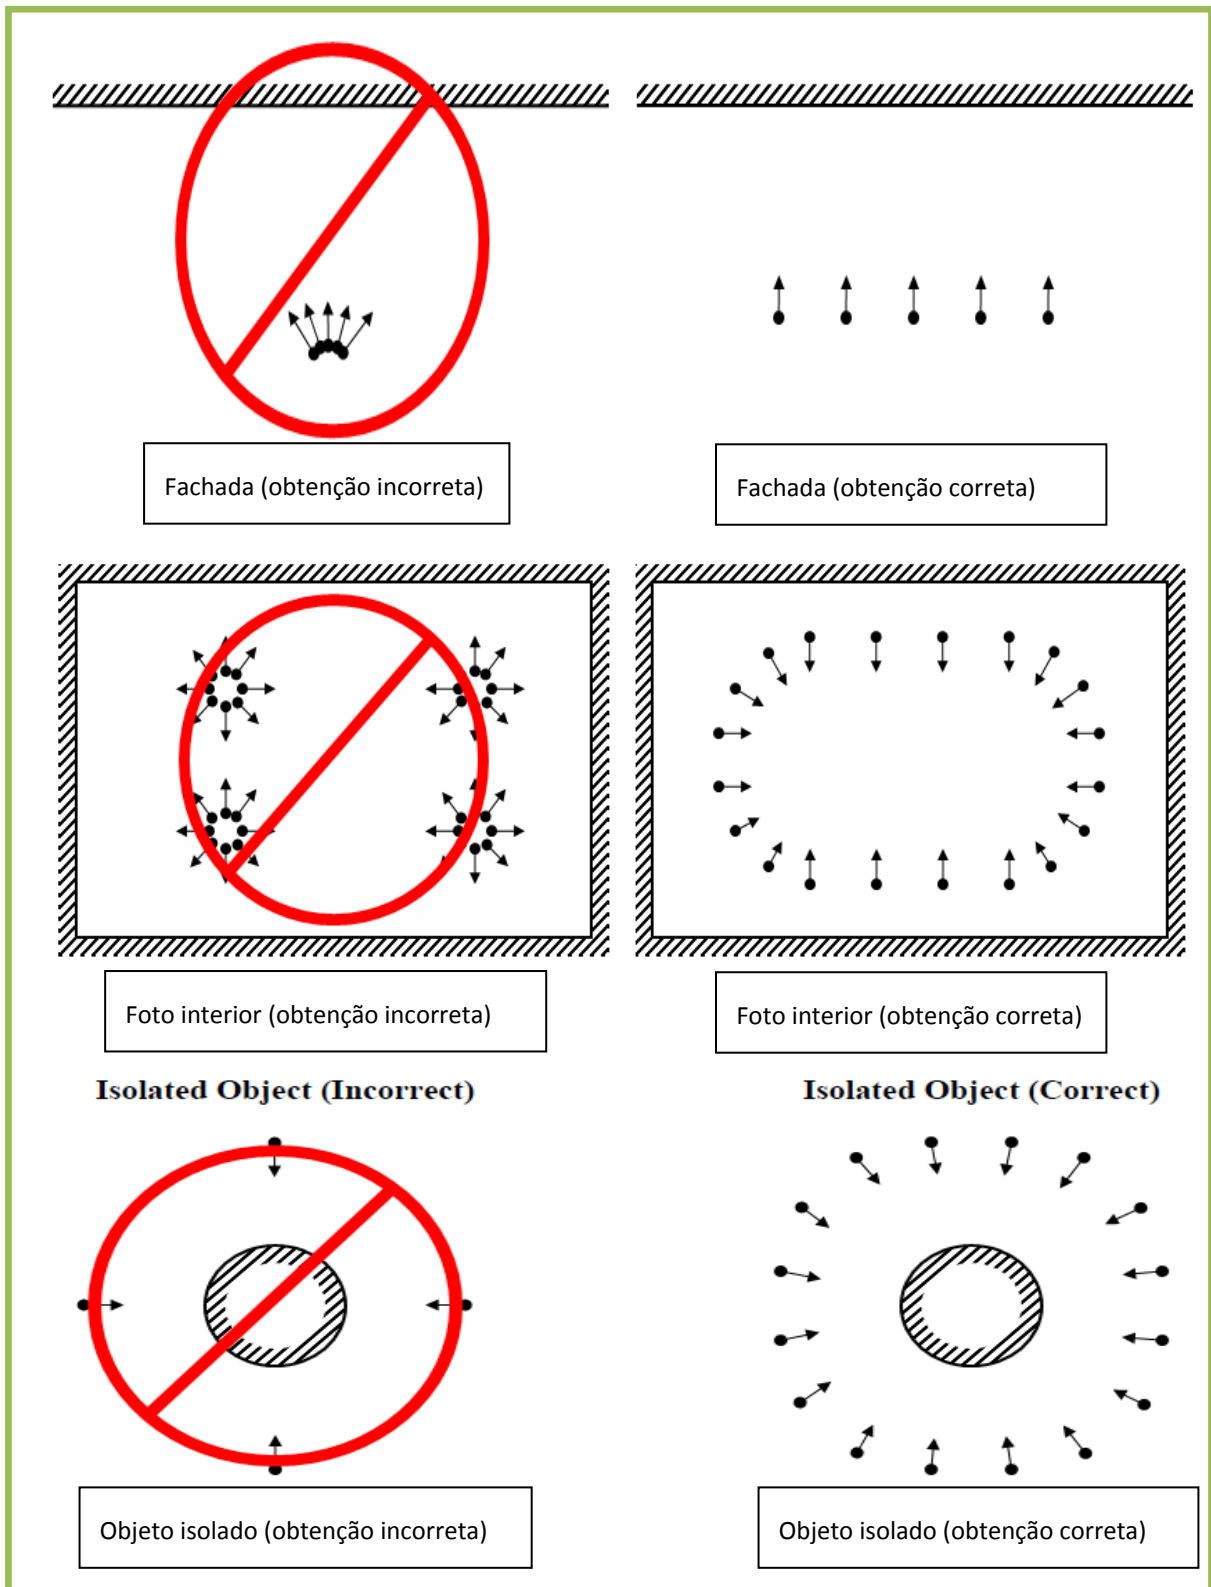 Fachada (obtenção incorreta)
Fachada (obtenção correta)
Foto interior (obtenção incorreta)
Foto interior (obtenção correta)
Isolated Object (Incorrect)
Isolated Object (Correct)
Objeto isolado (obtenção incorreta)
Objeto isolado (obtenção correta)